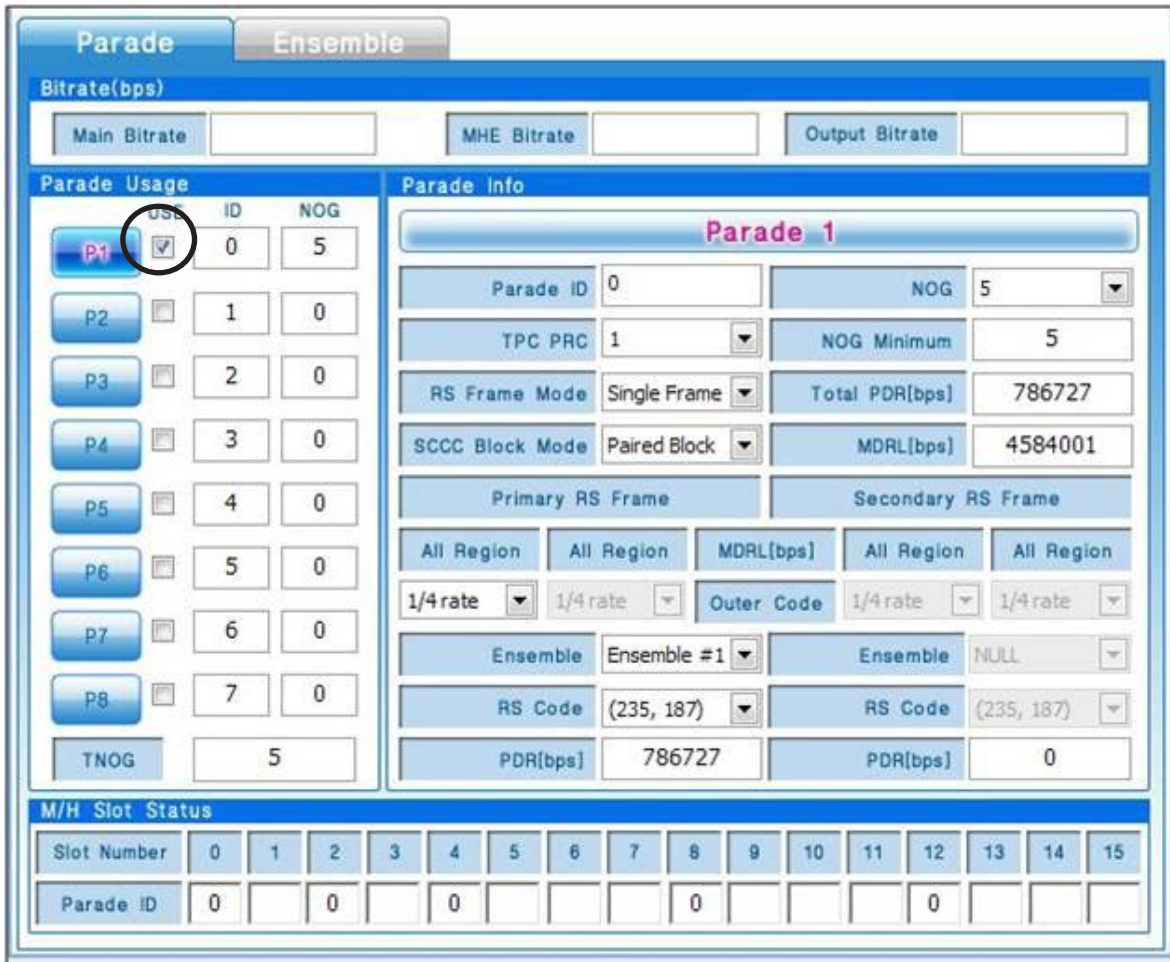 Parade Ensemble
Bitrate(bps)
Main Bitrate MHE Bitrate Output Bitrate
Parade Usage
USE ID NOG
P1 0 5
P2 1 0
P3 2 0
P4 3 0
P5 4 0
P6 5 0
P7 6 0
P8 7 0
TNOG 5
Parade Info
Parade 1
Parade ID 0 NOG 5
TPC PRC 1 NOG Minimum 5
RS Frame Mode Single Frame Total PDR[bps] 786727
SCCC Block Mode Paired Block MDRL[bps] 4584001
Primary RS Frame Secondary RS Frame
All Region All Region MDRL[bps] All Region All Region
1/4 rate 1/4 rate Outer Code 1/4 rate 1/4 rate
Ensemble Ensemble #1 Ensemble NULL
RS Code (235, 187) RS Code (235, 187)
PDR[bps] 786727 PDR[bps] 0
M/H Slot Status
Slot Number 0 1 2 3 4 5 6 7 8 9 10 11 12 13 14 15
Parade ID 0 0 0 0 0